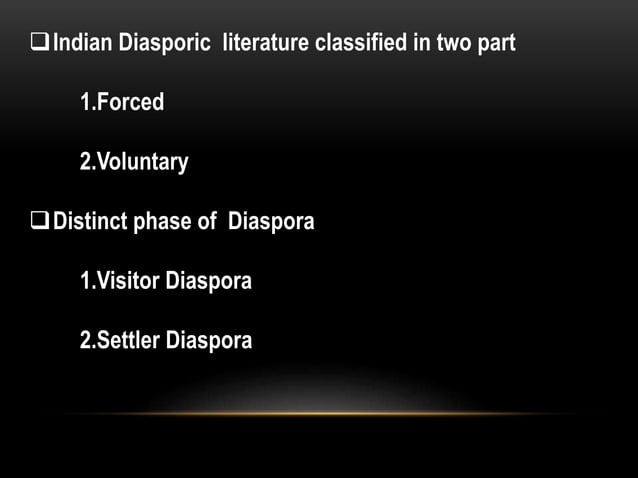 ❑Indian Diasporic  literature classified in two part
1.Forced
2.Voluntary
❑Distinct phase of  Diaspora
1.Visitor Diaspora
2.Settler Diaspora